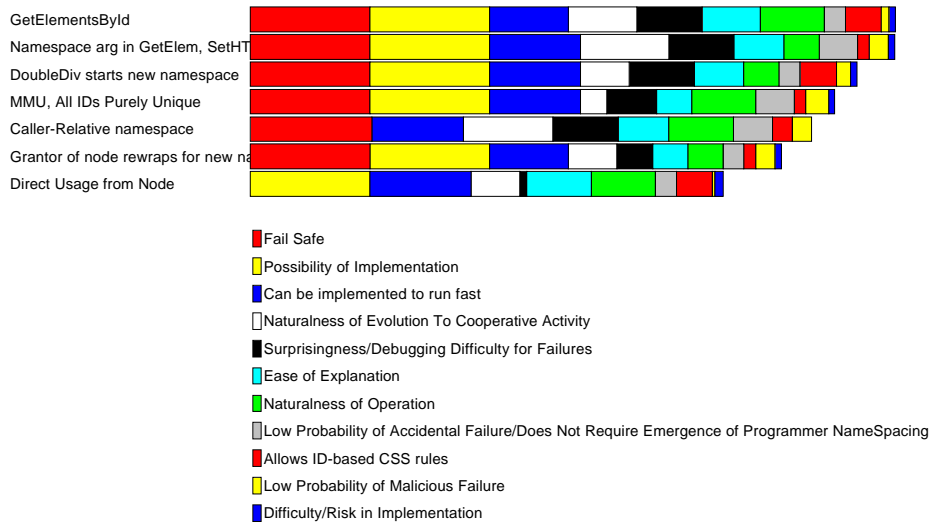 GetElementsById
Namespace arg in GetElem, SetHT
DoubleDiv starts new namespace
MMU, All IDs Purely Unique
Caller-Relative namespace
Grantor of node rewraps for new na
Direct Usage from Node
Fail Safe
Possibility of Implementation
Can be implemented to run fast
Naturalness of Evolution To Cooperative Activity
Surprisingness/Debugging Difficulty for Failures
Ease of Explanation
Naturalness of Operation
Low Probability of Accidental Failure/Does Not Require Emergence of Programmer NameSpacing
Allows ID-based CSS rules
Low Probability of Malicious Failure
Difficulty/Risk in Implementation